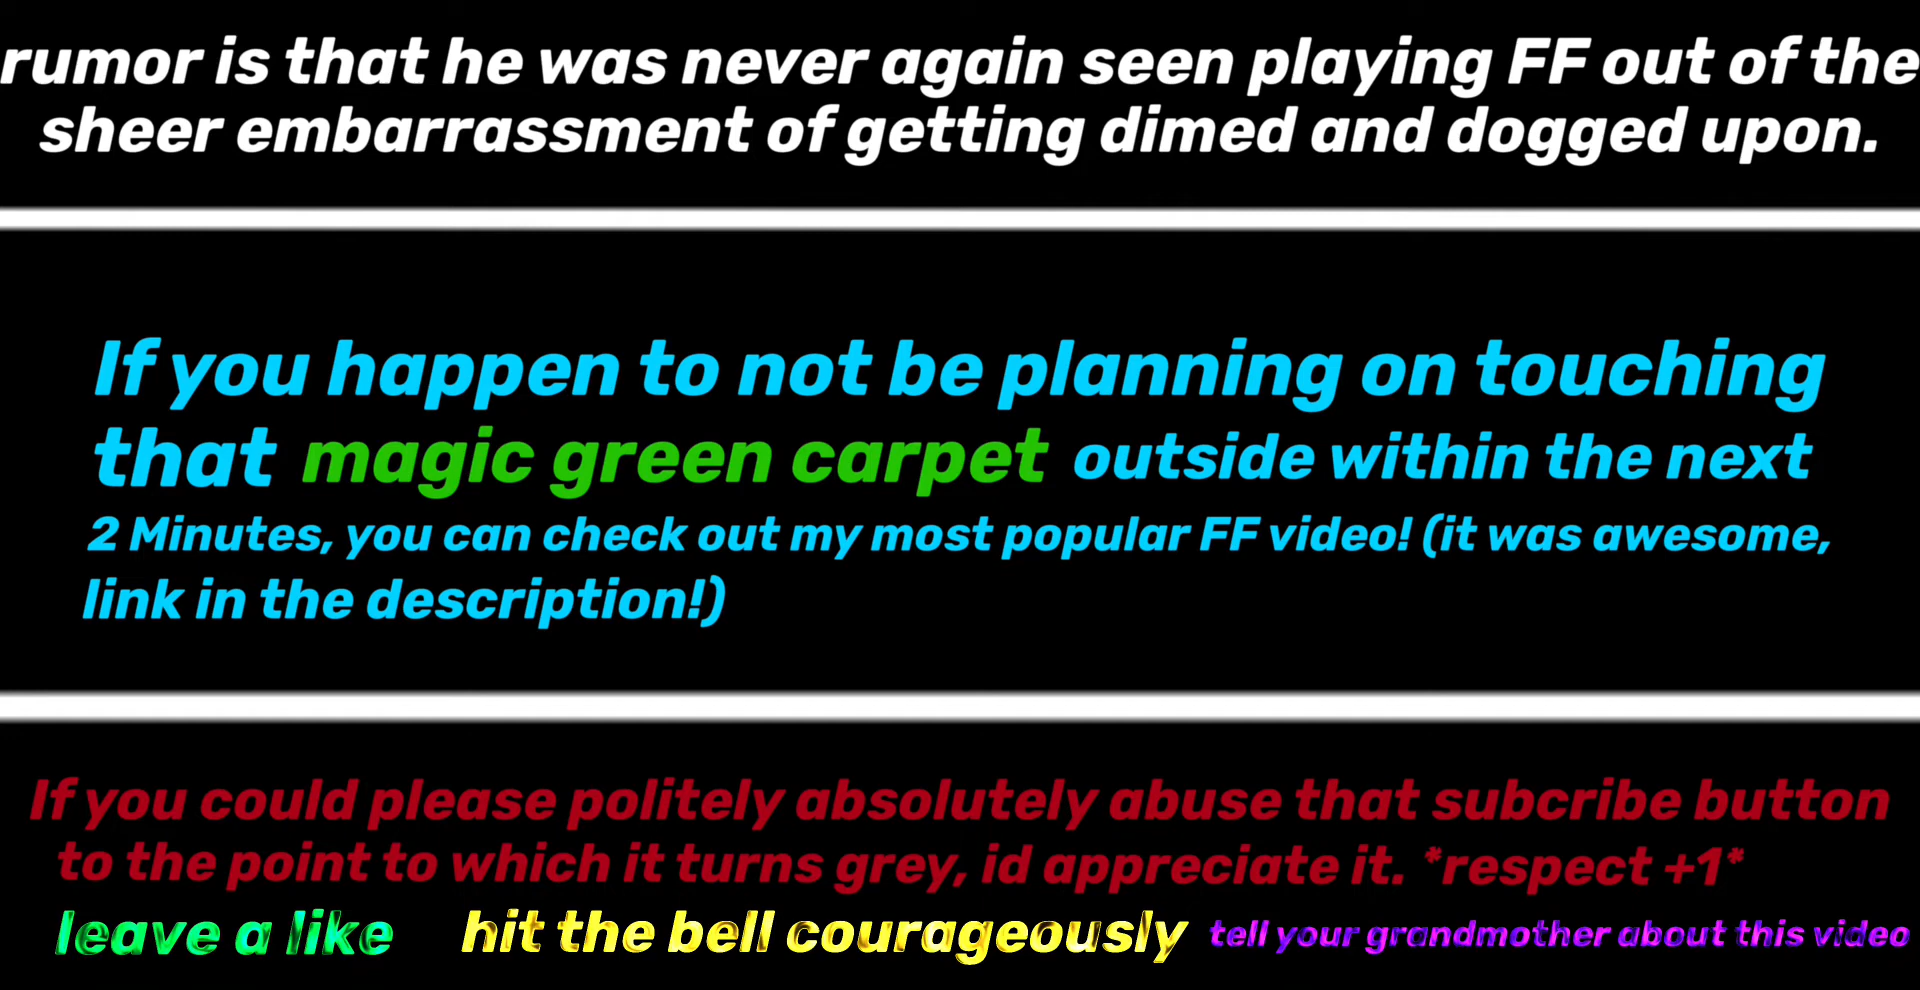 rumor is that he was never again seen playing FF out of the
sheer embarrassment of getting dimed and dogged upon.
If you happen to not be planning on touching
that magic green carpet outside within the next
2 Minutes, you can check out my most popular FF video! (it was awesome,
link in the description!)
If you could please politely absolutely abuse that subcribe button
to the point to which it turns grey, id appreciate it. *respect +1*
leave a like hit the bell courageously tell your grandmother about this video